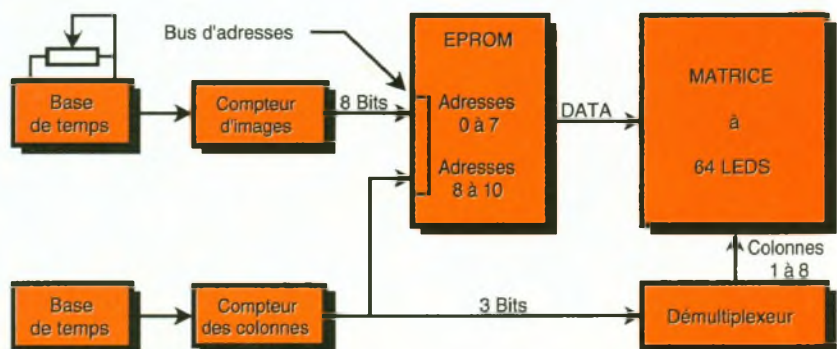 Bus d'adresses
EPROM
MATRICE
à
64 LEDS
Base
de temps
Compteur
d'images
8 Bits
Adresses
0 à 7
DATA
Adresses
8 à 10
Colonnes
1 à 8
Base
de temps
Compteur
des colonnes
3 Bits
Démultiplexeur